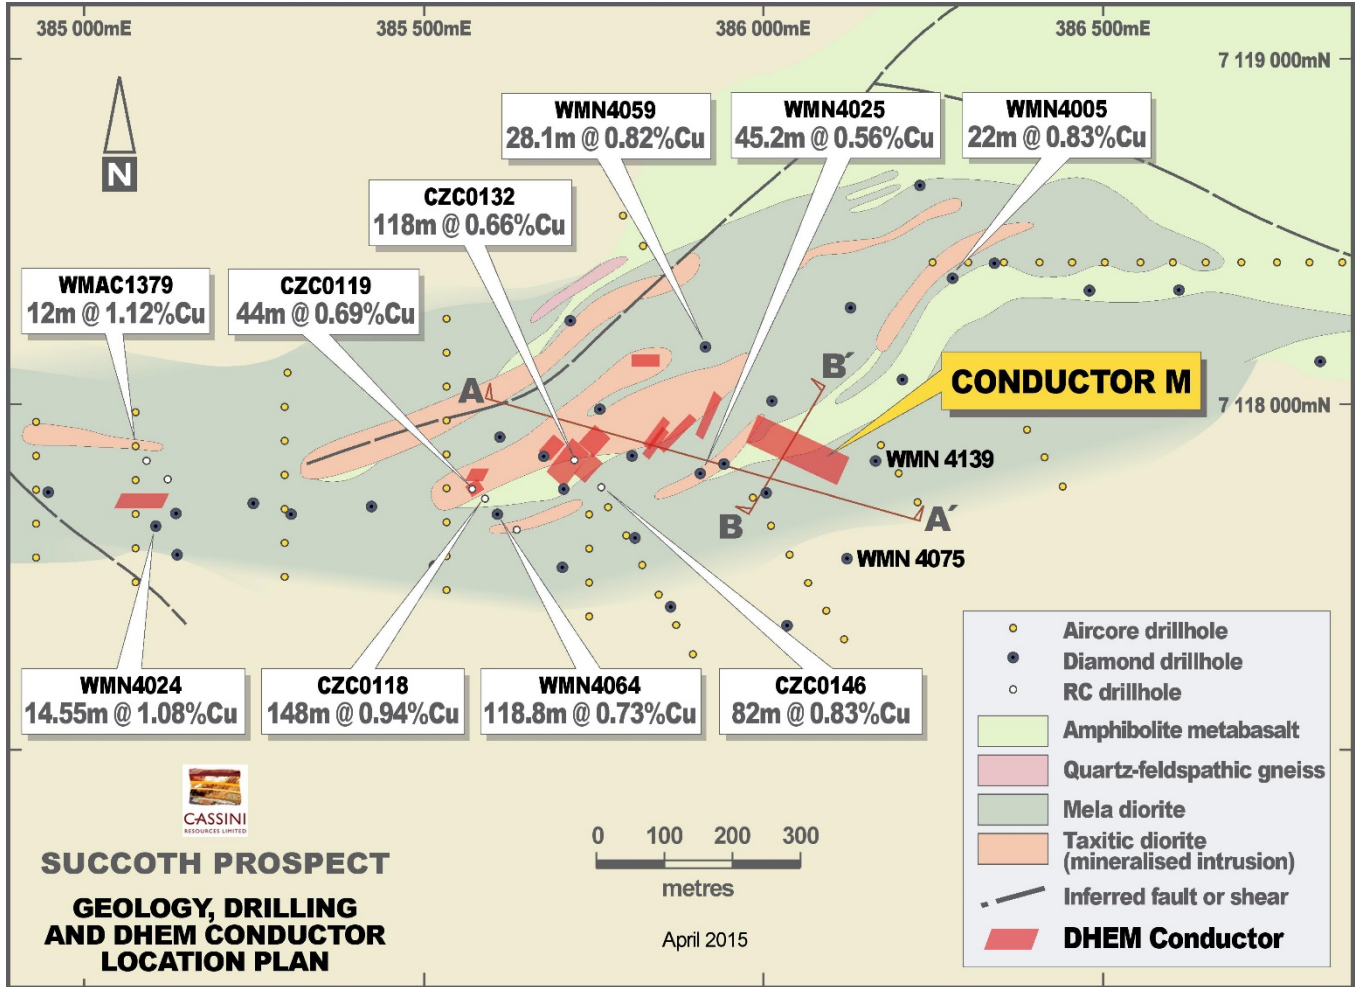 385 000mE
385 500mE
386 000mE
386 500mE
7 119 000mN
N
WMN4059
28.1m @ 0.82%Cu
WMN4025
45.2m @ 0.56%Cu
WMN4005
22m @ 0.83%Cu
CZC0132
118m @ 0.66%Cu
WMAC1379
12m @ 1.12%Cu
CZC0119
44m @ 0.69%Cu
A
B´
CONDUCTOR M
7 118 000mN
WMN 4139
B
A´
WMN 4075
WMN4024
14.55m @ 1.08%Cu
CZC0118
148m @ 0.94%Cu
WMN4064
118.8m @ 0.73%Cu
CZC0146
82m @ 0.83%Cu
Aircore drillhole
Diamond drillhole
RC drillhole
Amphibolite metabasalt
Quartz-feldspathic gneiss
Mela diorite
Taxitic diorite
(mineralised intrusion)
Inferred fault or shear
DHEM Conductor
CASSINI
RESOURCES LIMITED
SUCCOTH PROSPECT
GEOLOGY, DRILLING
AND DHEM CONDUCTOR
LOCATION PLAN
0 100 200 300
metres
April 2015